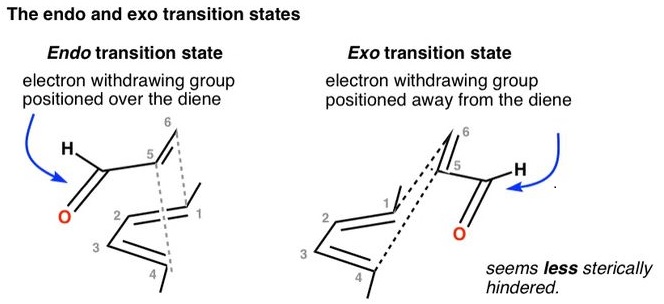 The endo and exo transition states
Endo transition state
electron withdrawing group
positioned over the diene
H
O
6
5
2
1
3
4
Exo transition state
electron withdrawing group
positioned away from the diene
6
5
H
1
2
O
3
4
seems less sterically
hindered.